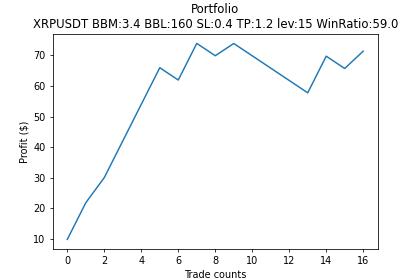 Portfolio
XRPUSDT BBM:3.4 BBL:160 SL:0.4 TP:1.2 lev:15 WinRatio:59.0
70
60
50
40
30
20
10
Profit ($)
0 2 4 6 8 10 12 14 16
Trade counts